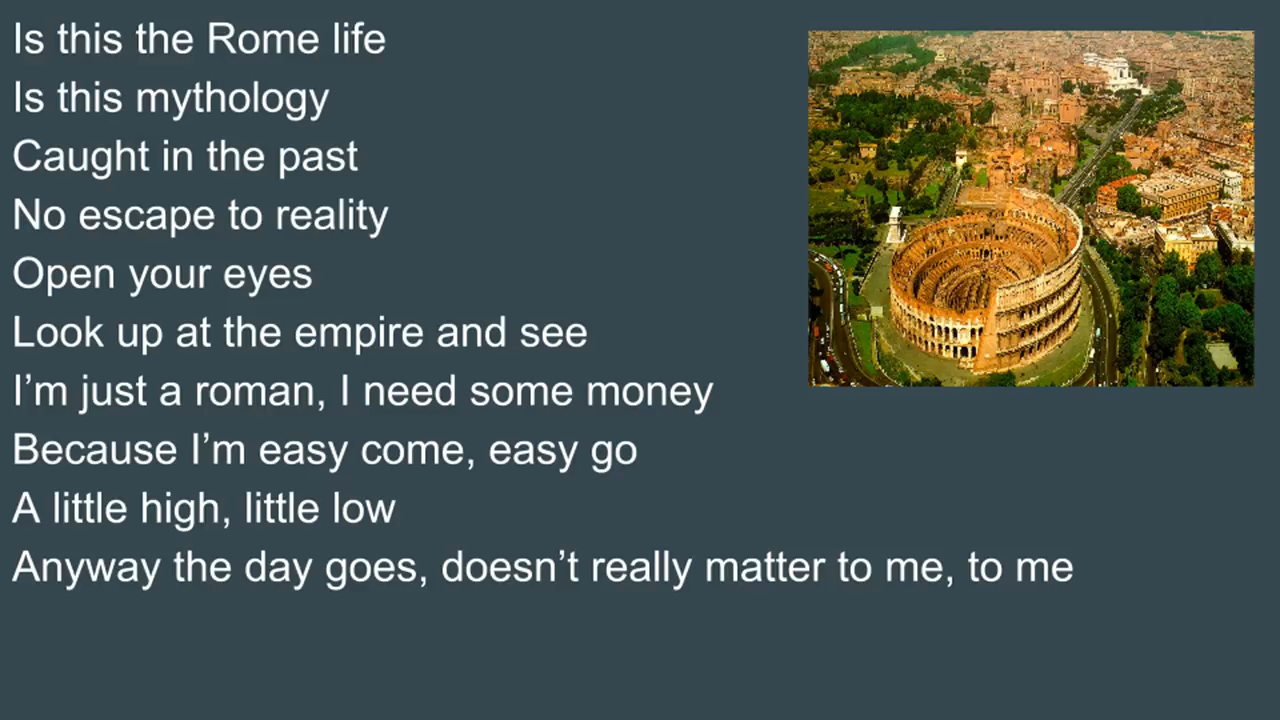 Is this the Rome life
Is this mythology
Caught in the past
No escape to reality
Open your eyes
Look up at the empire and see
I’m just a roman, I need some money
Because I’m easy come, easy go
A little high, little low
Anyway the day goes, doesn’t really matter to me, to me